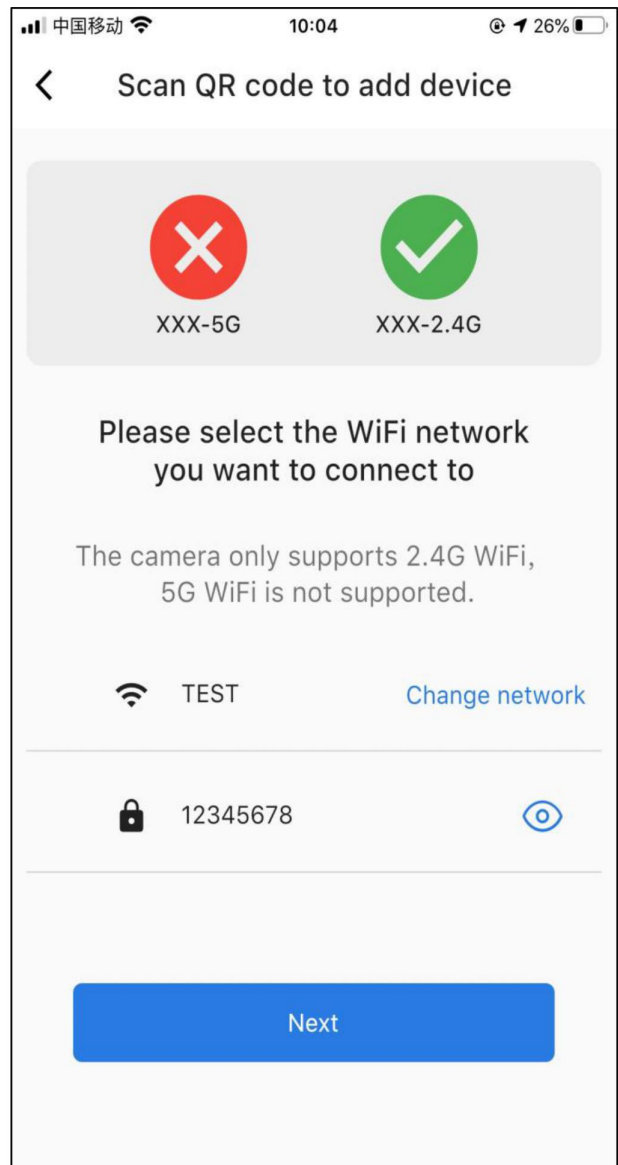 中国移动 10:04 26%
Scan QR code to add device
XXX-5G XXX-2.4G
Please select the WiFi network
you want to connect to
The camera only supports 2.4G WiFi,
5G WiFi is not supported.
TEST Change network
12345678
Next